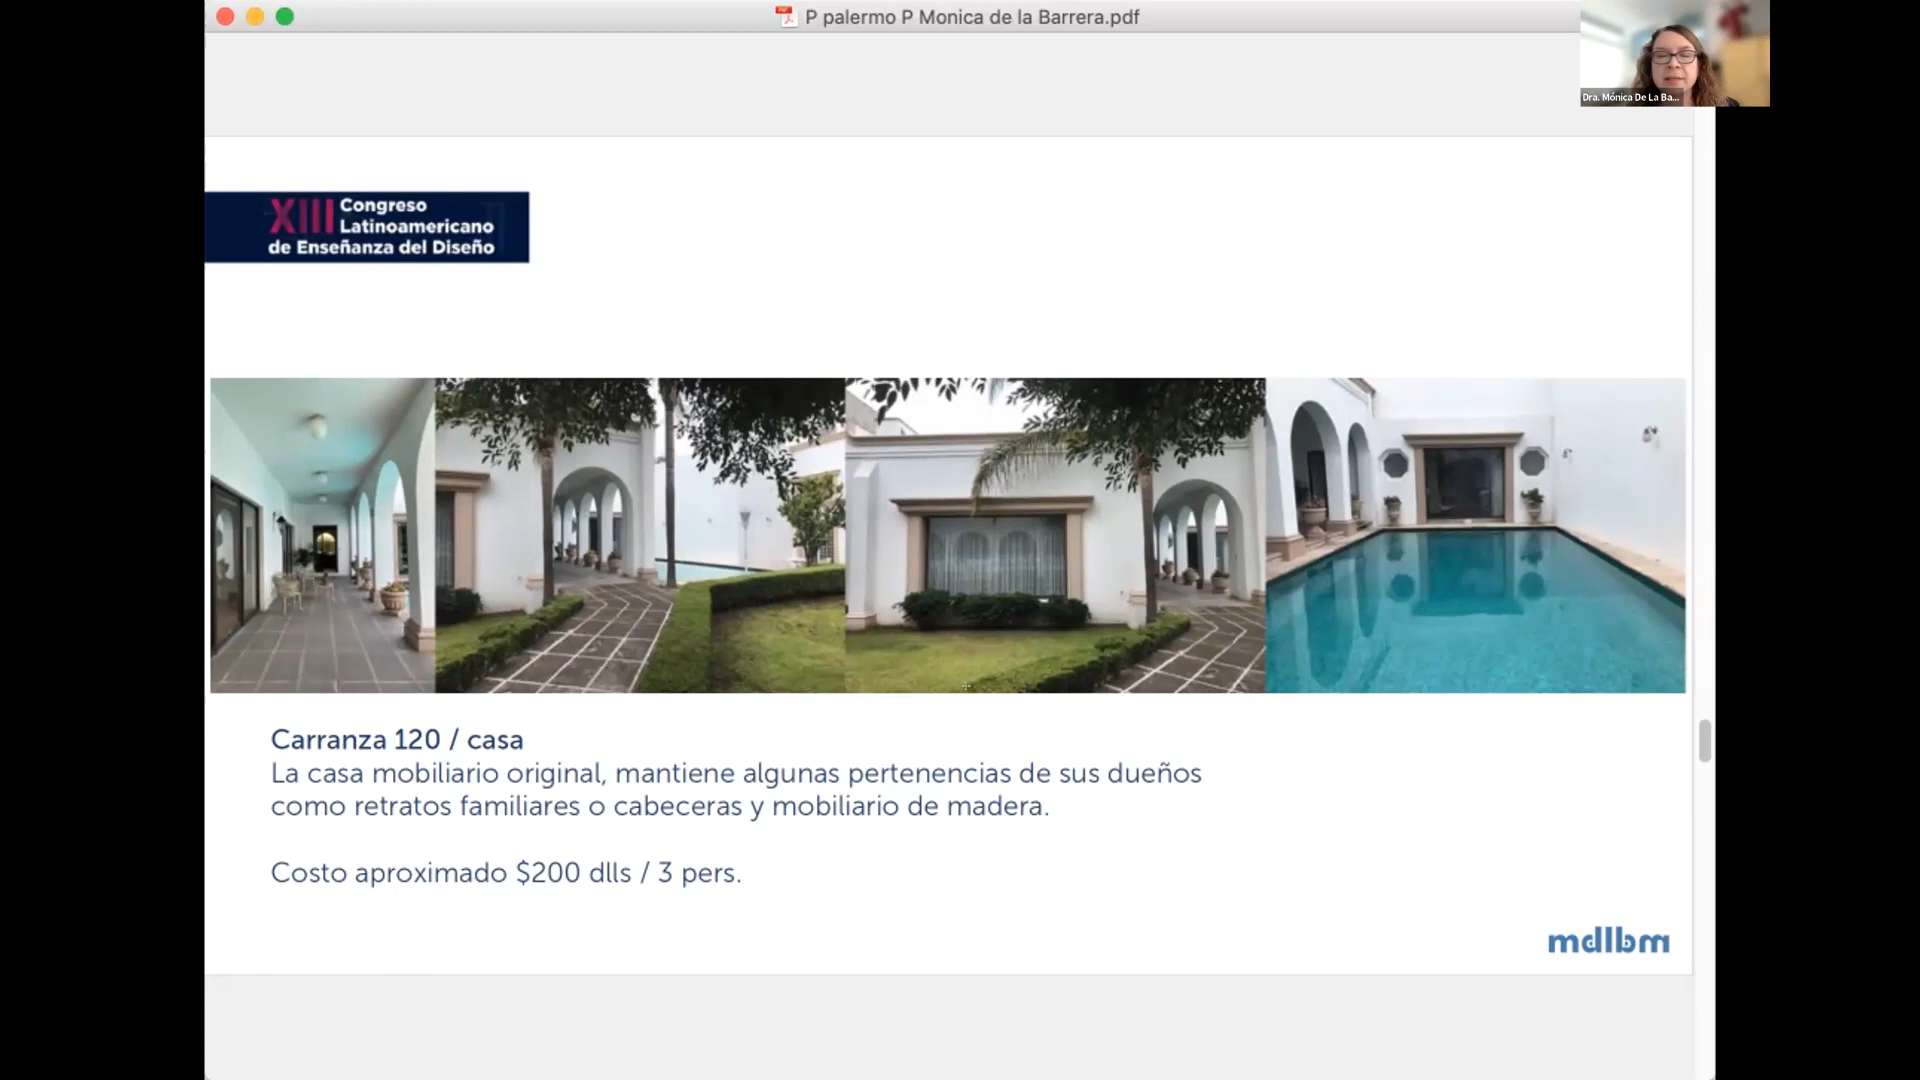 P palermo P Monica de la Barrera.pdf
Dra. Mónica De La Ba...
XIII Congreso
Latinoamericano
de Enseñanza del Diseño
Carranza 120 / casa
La casa mobiliario original, mantiene algunas pertenencias de sus dueños
como retratos familiares o cabeceras y mobiliario de madera.
Costo aproximado $200 dlls / 3 pers.
mdlbm